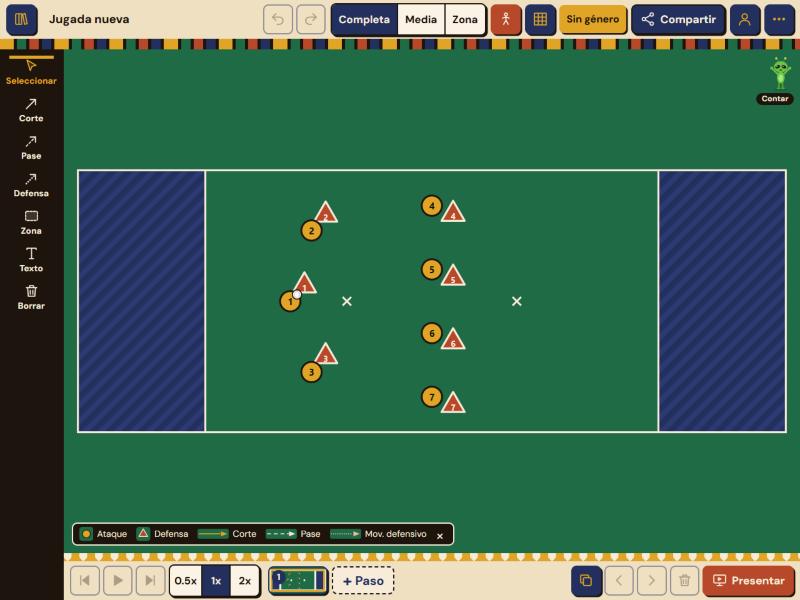 Jugada nueva
Completa
Media
Zona
Sin género
Compartir
Seleccionar
Corte
Pase
Defensa
Zona
Texto
Borrar
Contar
2
2
4
4
1
1
5
5
3
3
6
6
7
7
Ataque
Defensa
Corte
Pase
Mov. defensivo
×
0.5x
1x
2x
1
+ Paso
Presentar